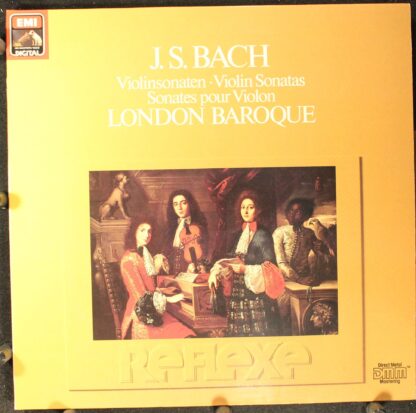 EMI
DIGITAL
J. S. BACH
Violinsonaten · Violin Sonatas
Sonates pour Violon
LONDON BAROQUE
REFLEXE
Direct Metal
DMM
Mastering